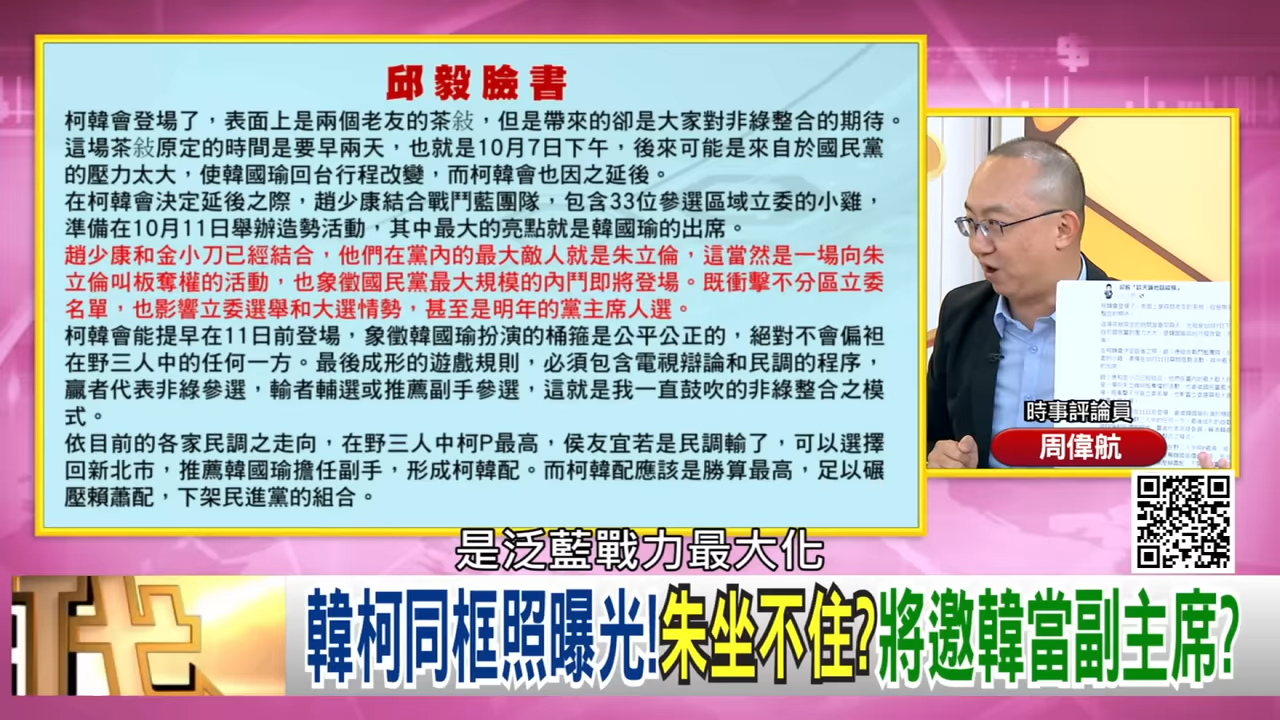 邱毅臉書
柯韓會登場了，表面上是兩個老友的茶敍，但是帶來的卻是大家對非綠整合的期待。
這場茶敍原定的時間是要早兩天，也就是10月7日下午，後來可能是來自於國民黨
的壓力太大，使韓國瑜回台行程改變，而柯韓會也因之延後。
在柯韓會決定延後之際，趙少康結合戰鬥藍團隊，包含33位參選區域立委的小雞，
準備在10月11日舉辦造勢活動，其中最大的亮點就是韓國瑜的出席。
趙少康和金小刀已經結合，他們在黨內的最大敵人就是朱立倫，這當然是一場向朱
立倫叫板奪權的活動，也象徵國民黨最大規模的內鬥即將登場。既衝擊不分區立委
名單，也影響立委選舉和大選情勢，甚至是明年的黨主席人選。
柯韓會能提早在11日前登場，象徵韓國瑜扮演的桶箍是公平公正的，絕對不會偏袒
在野三人中的任何一方。最後成形的遊戲規則，必須包含電視辯論和民調的程序，
贏者代表非綠參選，輸者輔選或推薦副手參選，這就是我一直鼓吹的非綠整合之模
式。
依目前的各家民調之走向，在野三人中柯P最高，侯友宜若是民調輸了，可以選擇
回新北市，推薦韓國瑜擔任副手，形成柯韓配。而柯韓配應該是勝算最高，足以碾
壓賴蕭配，下架民進黨的組合。
時事評論員
周偉航
是泛藍戰力最大化
韓柯同框照曝光!朱坐不住?將邀韓當副主席?